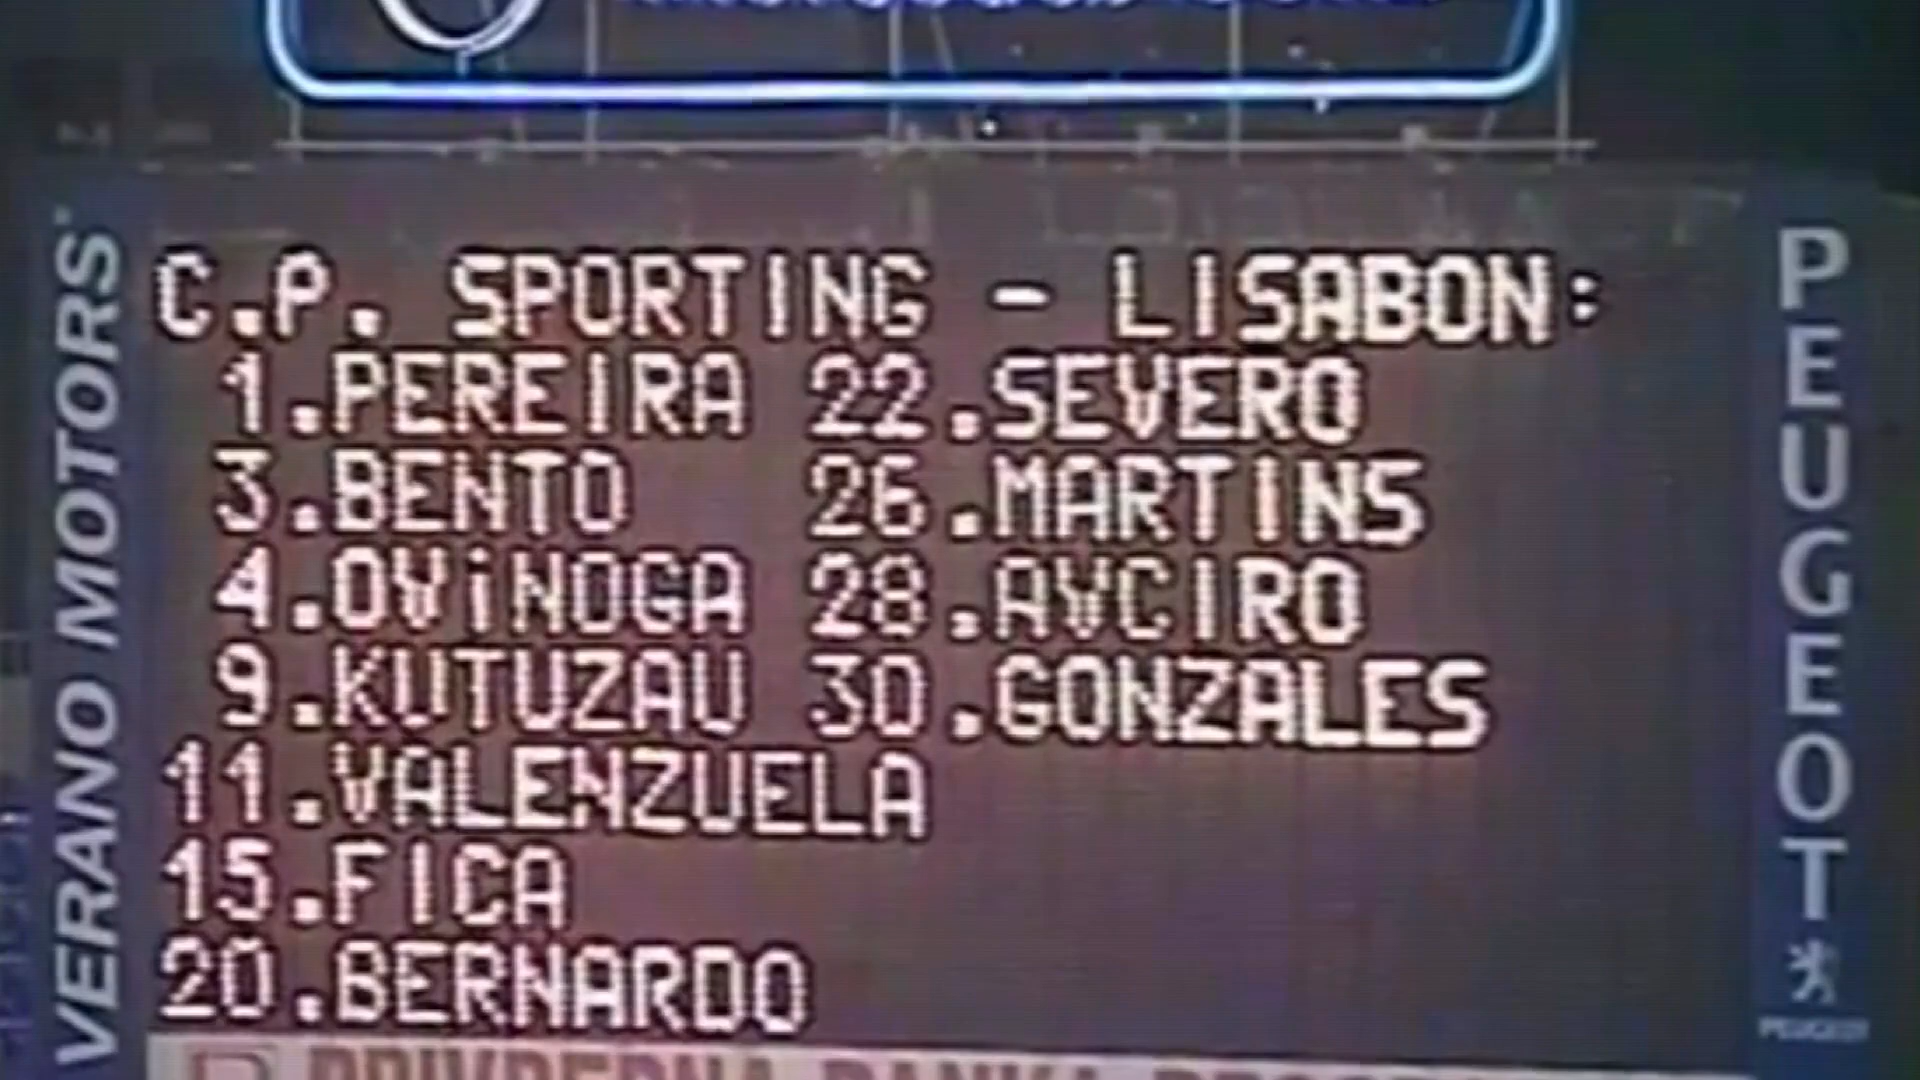 C.P. SPORTING - LISABON:
1.PEREIRA 22.SEVERO
3.BENTO 26.MARTINS
4.OViNOGA 28.AVCIRO
9.KUTUZAU 30.GONZALES
11.VALENZUELA
15.FICA
20.BERNARDO
VERANO MOTORS
PEUGEOT
PEUGEOT